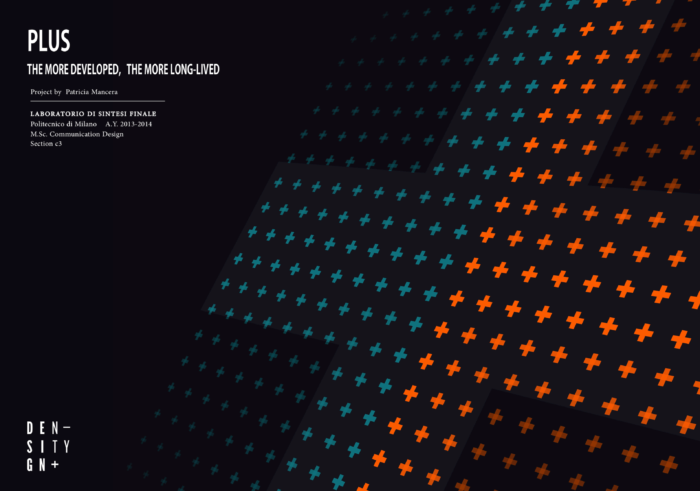 PLUS
THE MORE DEVELOPED, THE MORE LONG-LIVED
Project by Patricia Mancera
LABORATORIO DI SINTESI FINALE
Politecnico di Milano A.Y. 2013-2014
M.Sc. Communication Design
Section c3
DEN–
SITY
GN+